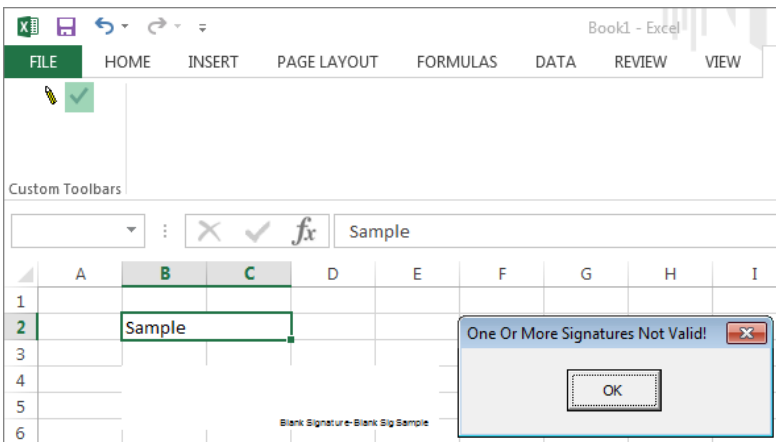 Book1 - Excel
FILE HOME INSERT PAGE LAYOUT FORMULAS DATA REVIEW VIEW
Custom Toolbars
fx Sample
A B C D E F G H I
1
2 Sample
One Or More Signatures Not Valid!
3
4
OK
5
Blank Signature-Blank Sig Sample
6